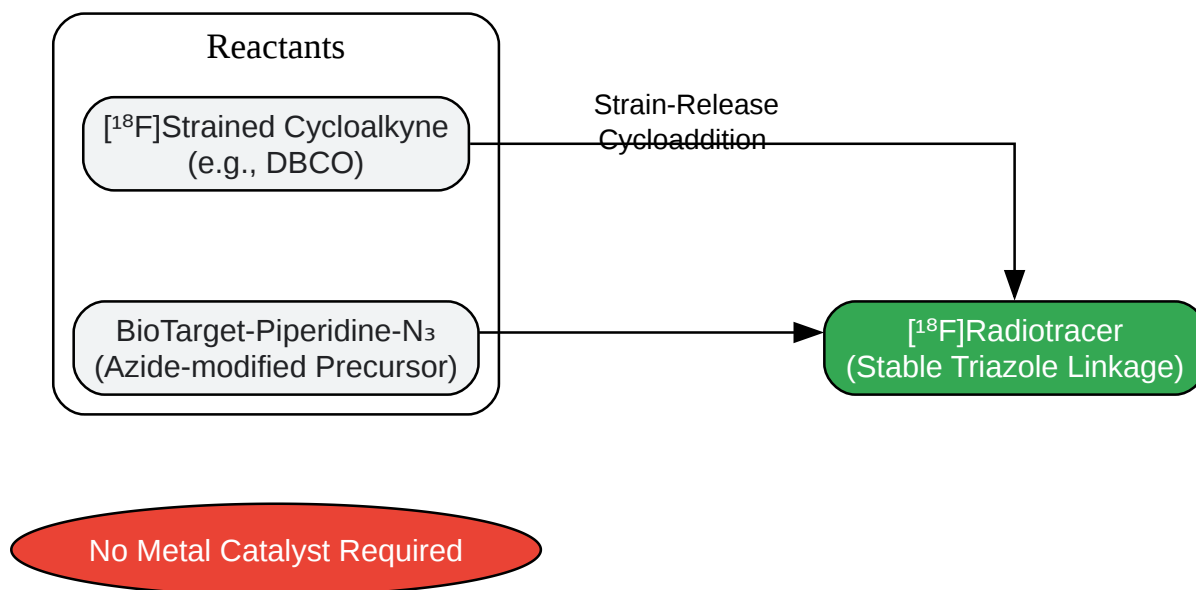 Reactants
[¹⁸F]Strained Cycloalkyne
(e.g., DBCO)
Strain-Release
Cycloaddition
BioTarget-Piperidine-N₃
(Azide-modified Precursor)
[¹⁸F]Radiotracer
(Stable Triazole Linkage)
No Metal Catalyst Required